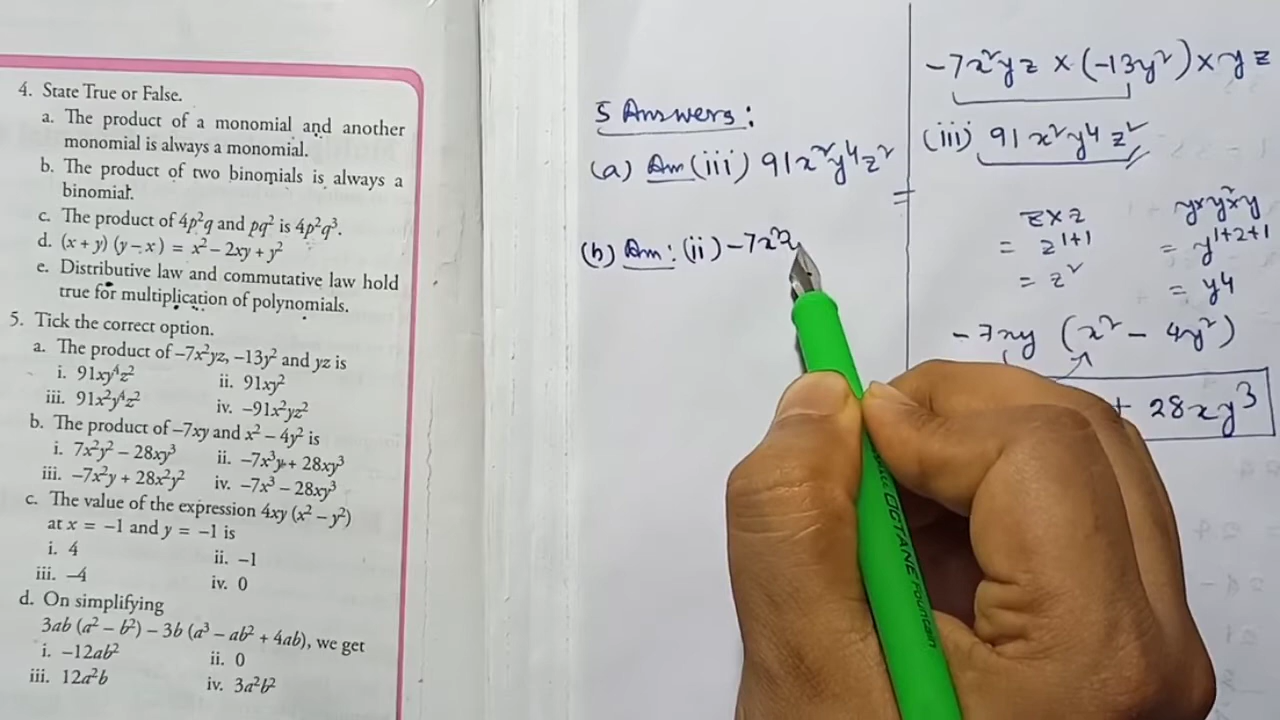 4. State True or False.
a. The product of a monomial and another
monomial is always a monomial.
b. The product of two binomials is always a
binomial.
c. The product of 4p²q and pq² is 4p²q³.
d. (x + y) (y – x) = x² – 2xy + y²
e. Distributive law and commutative law hold
true for multiplication of polynomials.
5. Tick the correct option.
a. The product of –7x²yz, –13y² and yz is
i. 91xy⁴z² ii. 91xy²
iii. 91x²y⁴z² iv. –91x²yz²
b. The product of –7xy and x² – 4y² is
i. 7x²y² – 28xy³ ii. –7x³y + 28xy³
iii. –7x²y + 28x²y² iv. –7x³ – 28xy³
c. The value of the expression 4xy (x² – y²)
at x = –1 and y = –1 is
i. 4 ii. –1
iii. –4 iv. 0
d. On simplifying
3ab (a² – b²) – 3b (a³ – ab² + 4ab), we get
i. –12ab² ii. 0
iii. 12a²b iv. 3a²b²
5 Answers:
(a) Ans (iii) 91x²y⁴z²
(b) Ans: (ii) -7x³
-7x²yz × (-13y²) × yz
(iii) 91x²y⁴z²
=
z×z y×y²×y
= z¹⁺¹ = y¹⁺²⁺¹
= z² = y⁴
-7xy (x² - 4y²)
+ 28xy³
OCTANE Fountain